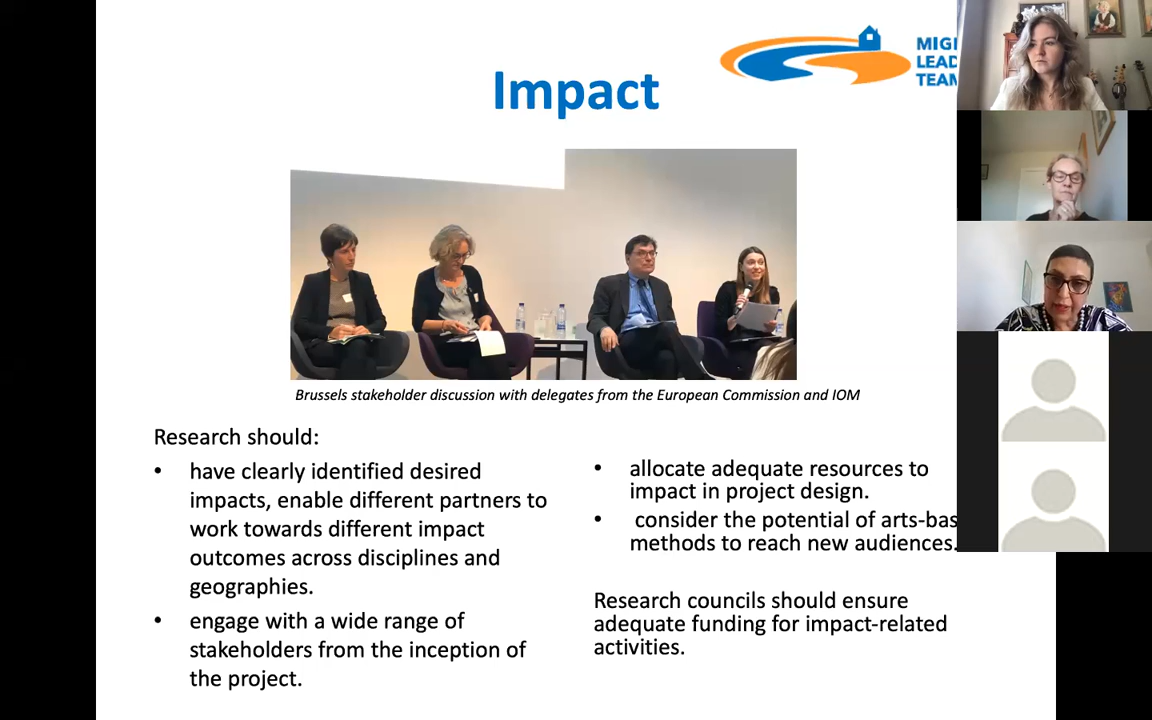 MIGR
LEAD
TEAM
Impact
Brussels stakeholder discussion with delegates from the European Commission and IOM
Research should:
• have clearly identified desired
impacts, enable different partners to
work towards different impact
outcomes across disciplines and
geographies.
• engage with a wide range of
stakeholders from the inception of
the project.
• allocate adequate resources to
impact in project design.
• consider the potential of arts-bas
methods to reach new audiences.
Research councils should ensure
adequate funding for impact-related
activities.